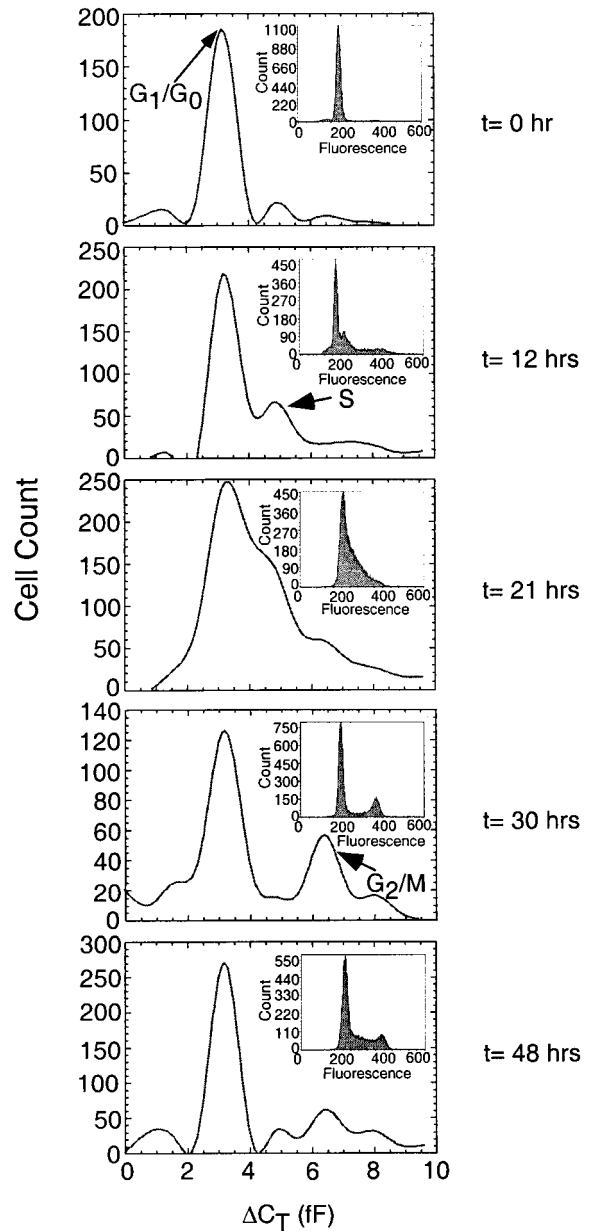 200
150
100
50
0
G1/G0
Count
1100
880
660
440
220
0
0 200 400 600
Fluorescence
t= 0 hr
250
200
150
100
50
0
S
Count
450
360
270
180
90
0
0 200 400 600
Fluorescence
t= 12 hrs
Cell Count
250
200
150
100
50
0
Count
450
360
270
180
90
0
0 200 400 600
Fluorescence
t= 21 hrs
140
120
100
80
60
40
20
0
G2/M
Count
750
600
450
300
150
0
0 200 400 600
Fluorescence
t= 30 hrs
300
250
200
150
100
50
0
Count
550
440
330
220
110
0
0 200 400 600
Fluorescence
t= 48 hrs
0 2 4 6 8 10
ΔCT (fF)